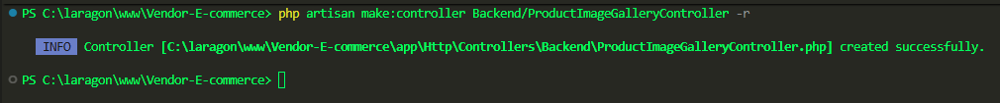 PS C:\laragon\www\Vendor-E-commerce> php artisan make:controller Backend/ProductImageGalleryController -r
INFO Controller [C:\laragon\www\Vendor-E-commerce\app\Http\Controllers\Backend\ProductImageGalleryController.php] created successfully.
PS C:\laragon\www\Vendor-E-commerce>